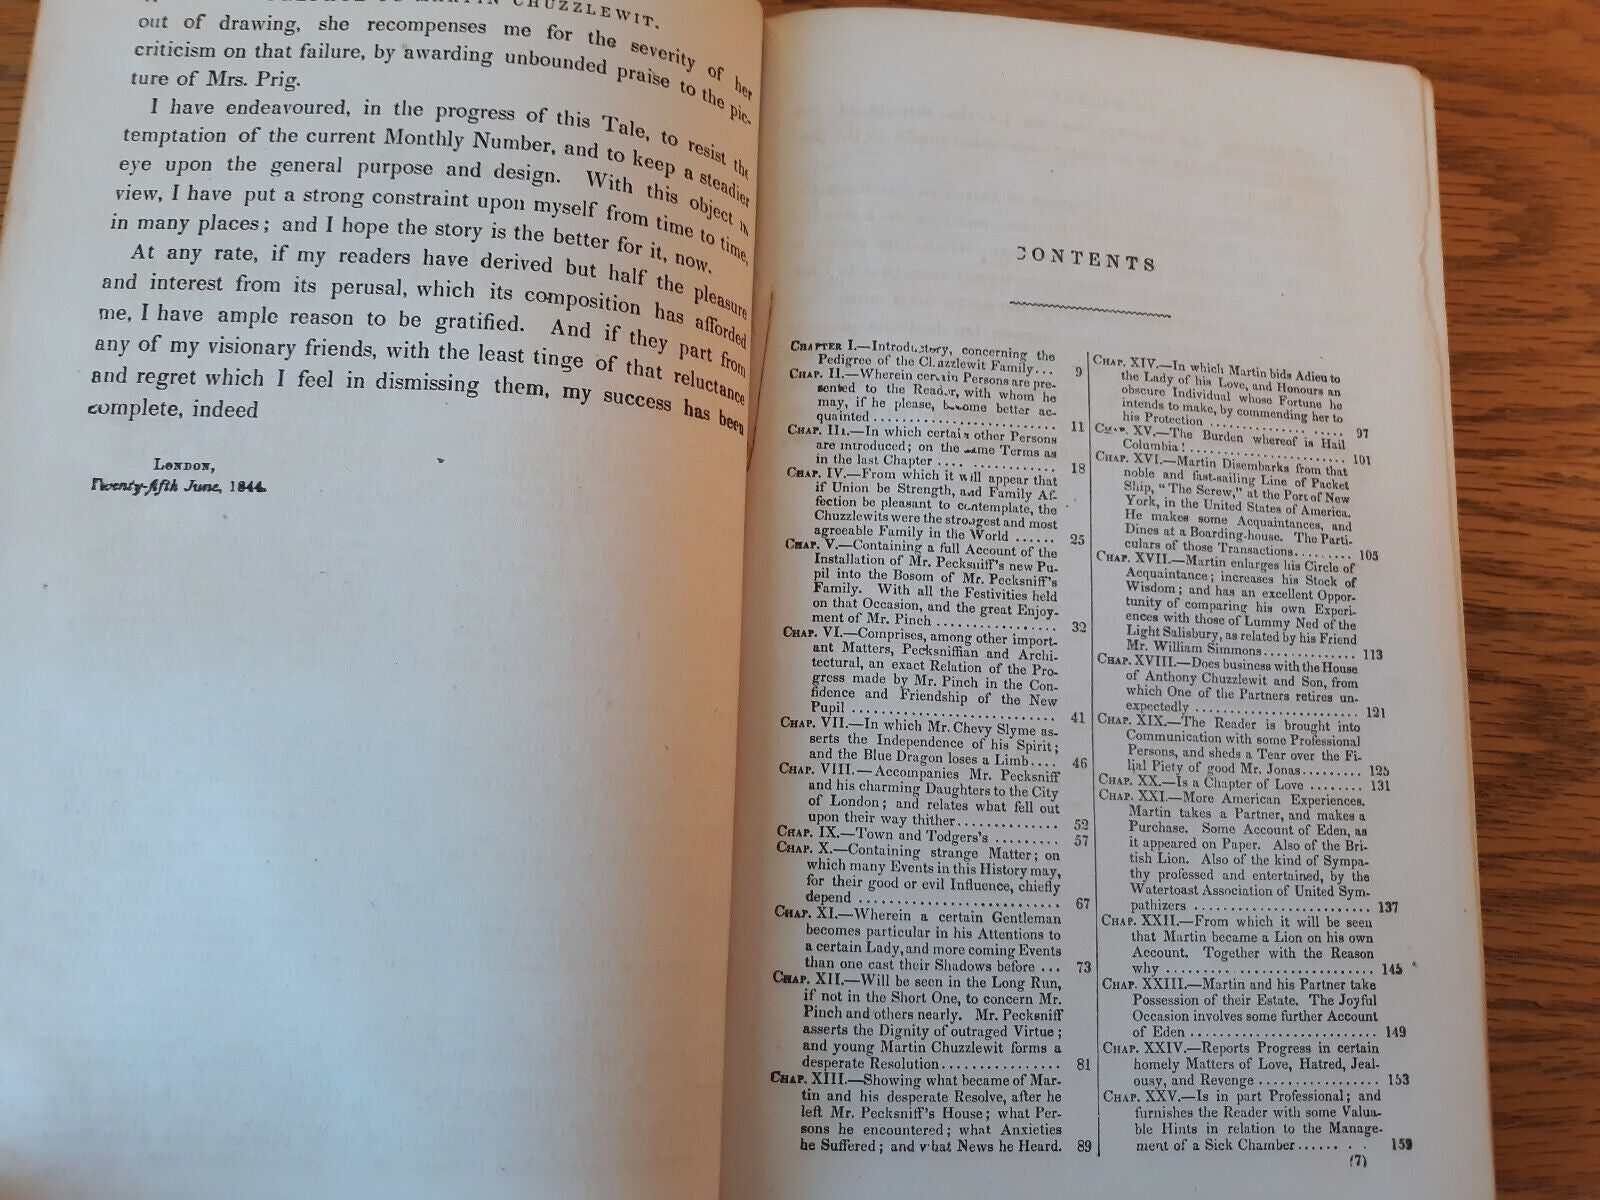 MARTIN CHUZZLEWIT.
out of drawing, she recompenses me for the severity of her
criticism on that failure, by awarding unbounded praise to the pic-
ture of Mrs. Prig.
I have endeavoured, in the progress of this Tale, to resist the
temptation of the current Monthly Number, and to keep a steadier
eye upon the general purpose and design. With this object in
view, I have put a strong constraint upon myself from time to time,
in many places; and I hope the story is the better for it, now.
At any rate, if my readers have derived but half the pleasure
and interest from its perusal, which its composition has afforded
me, I have ample reason to be gratified. And if they part from
any of my visionary friends, with the least tinge of that reluctance
and regret which I feel in dismissing them, my success has been
complete, indeed
London,
Twenty-fifth June, 1844.
CONTENTS
Chapter I.—Introductory, concerning the
Pedigree of the Chuzzlewit Family... 9
Chap. II.—Wherein certain Persons are pre-
sented to the Reader, with whom he
may, if he please, become better ac-
quainted ........................... 11
Chap. III.—In which certain other Persons
are introduced; on the same Terms as
in the last Chapter .... ........... 18
Chap. IV.—From which it will appear that
if Union be Strength, and Family Af-
fection be pleasant to contemplate, the
Chuzzlewits were the strongest and most
agreeable Family in the World ...... 25
Chap. V.—Containing a full Account of the
Installation of Mr. Pecksniff's new Pu-
pil into the Bosom of Mr. Pecksniff's
Family. With all the Festivities held
on that Occasion, and the great Enjoy-
ment of Mr. Pinch .................. 32
Chap. VI.—Comprises, among other import-
ant Matters, Pecksniffian and Archi-
tectural, an exact Relation of the Pro-
gress made by Mr. Pinch in the Con-
fidence and Friendship of the New
Pupil .............................. 41
Chap. VII.—In which Mr. Chevy Slyme as-
serts the Independence of his Spirit;
and the Blue Dragon loses a Limb.... 46
Chap. VIII.—Accompanies Mr. Pecksniff
and his charming Daughters to the City
of London; and relates what fell out
upon their way thither.............. 52
Chap. IX.—Town and Todgers's ......... 57
Chap. X.—Containing strange Matter; on
which many Events in this History may,
for their good or evil Influence, chiefly
depend ............................. 67
Chap. XI.—Wherein a certain Gentleman
becomes particular in his Attentions to
a certain Lady, and more coming Events
than one cast their Shadows before ... 73
Chap. XII.—Will be seen in the Long Run,
if not in the Short One, to concern Mr.
Pinch and others nearly. Mr. Pecksniff
asserts the Dignity of outraged Virtue;
and young Martin Chuzzlewit forms a
desperate Resolution................ 81
Chap. XIII.—Showing what became of Mar-
tin and his desperate Resolve, after he
left Mr. Pecksniff's House; what Per-
sons he encountered; what Anxieties
he Suffered; and what News he Heard. 89
Chap. XIV.—In which Martin bids Adieu to
the Lady of his Love, and Honours an
obscure Individual whose Fortune he
intends to make, by commending her to
his Protection ..................... 97
Chap. XV.—The Burden whereof is Hail
Columbia! .......................... 101
Chap. XVI.—Martin Disembarks from that
noble and fast-sailing Line of Packet
Ship, "The Screw," at the Port of New
York, in the United States of America.
He makes some Acquaintances, and
Dines at a Boarding-house. The Parti-
culars of those Transactions......... 105
Chap. XVII.—Martin enlarges his Circle of
Acquaintance; increases his Stock of
Wisdom; and has an excellent Oppor-
tunity of comparing his own Experi-
ences with those of Lummy Ned of the
Light Salisbury, as related by his Friend
Mr. William Simmons.............. 113
Chap. XVIII.—Does business with the House
of Anthony Chuzzlewit and Son, from
which One of the Partners retires un-
expectedly ......................... 121
Chap. XIX.—The Reader is brought into
Communication with some Professional
Persons, and sheds a Tear over the Fi-
lial Piety of good Mr. Jonas......... 125
Chap. XX.—Is a Chapter of Love ........ 131
Chap. XXI.—More American Experiences.
Martin takes a Partner, and makes a
Purchase. Some Account of Eden, as
it appeared on Paper. Also of the Bri-
tish Lion. Also of the kind of Sympa-
thy professed and entertained, by the
Watertoast Association of United Sym-
pathizers .......................... 137
Chap. XXII.—From which it will be seen
that Martin became a Lion on his own
Account. Together with the Reason
why ................................ 145
Chap. XXIII.—Martin and his Partner take
Possession of their Estate. The Joyful
Occasion involves some further Account
of Eden ............................ 149
Chap. XXIV.—Reports Progress in certain
homely Matters of Love, Hatred, Jeal-
ousy, and Revenge .................. 153
Chap. XXV.—Is in part Professional; and
furnishes the Reader with some Valua-
ble Hints in relation to the Manage-
ment of a Sick Chamber...... . . 159
(7)